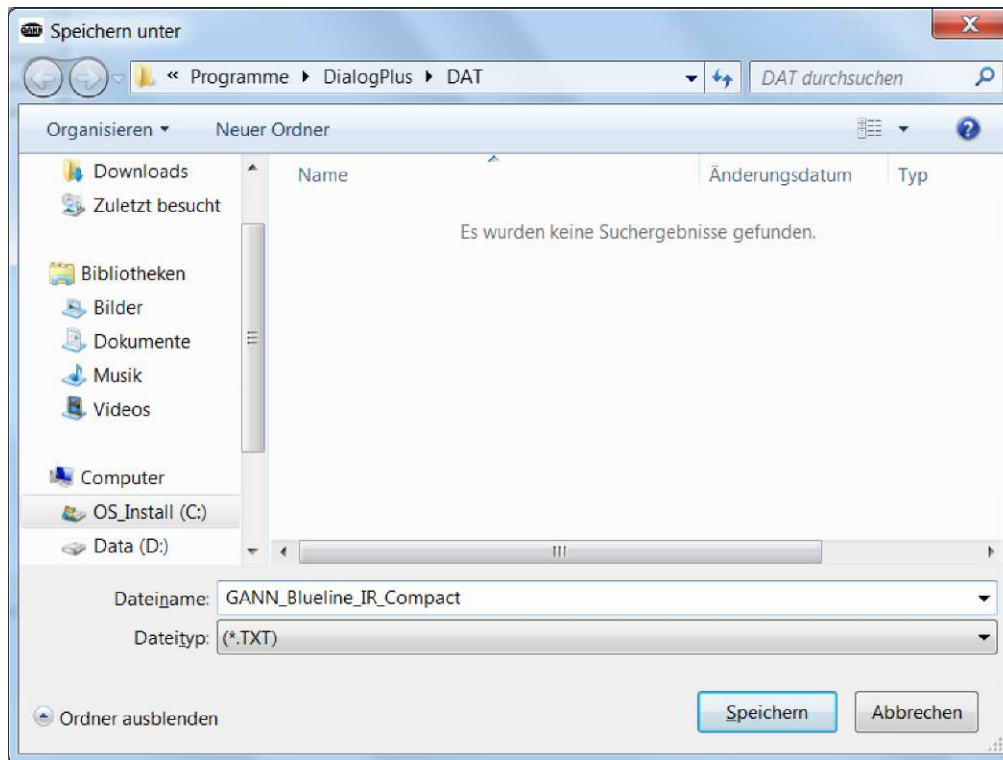 GANN Speichern unter
« Programme DialogPlus DAT
DAT durchsuchen
Organisieren Neuer Ordner
Name Änderungsdatum Typ
Downloads
Zuletzt besucht
Es wurden keine Suchergebnisse gefunden.
Bibliotheken
Bilder
Dokumente
Musik
Videos
Computer
OS_Install (C:)
Data (D:)
Dateiname: GANN_Blueline_IR_Compact
Dateityp: (*.TXT)
Ordner ausblenden
Speichern Abbrechen